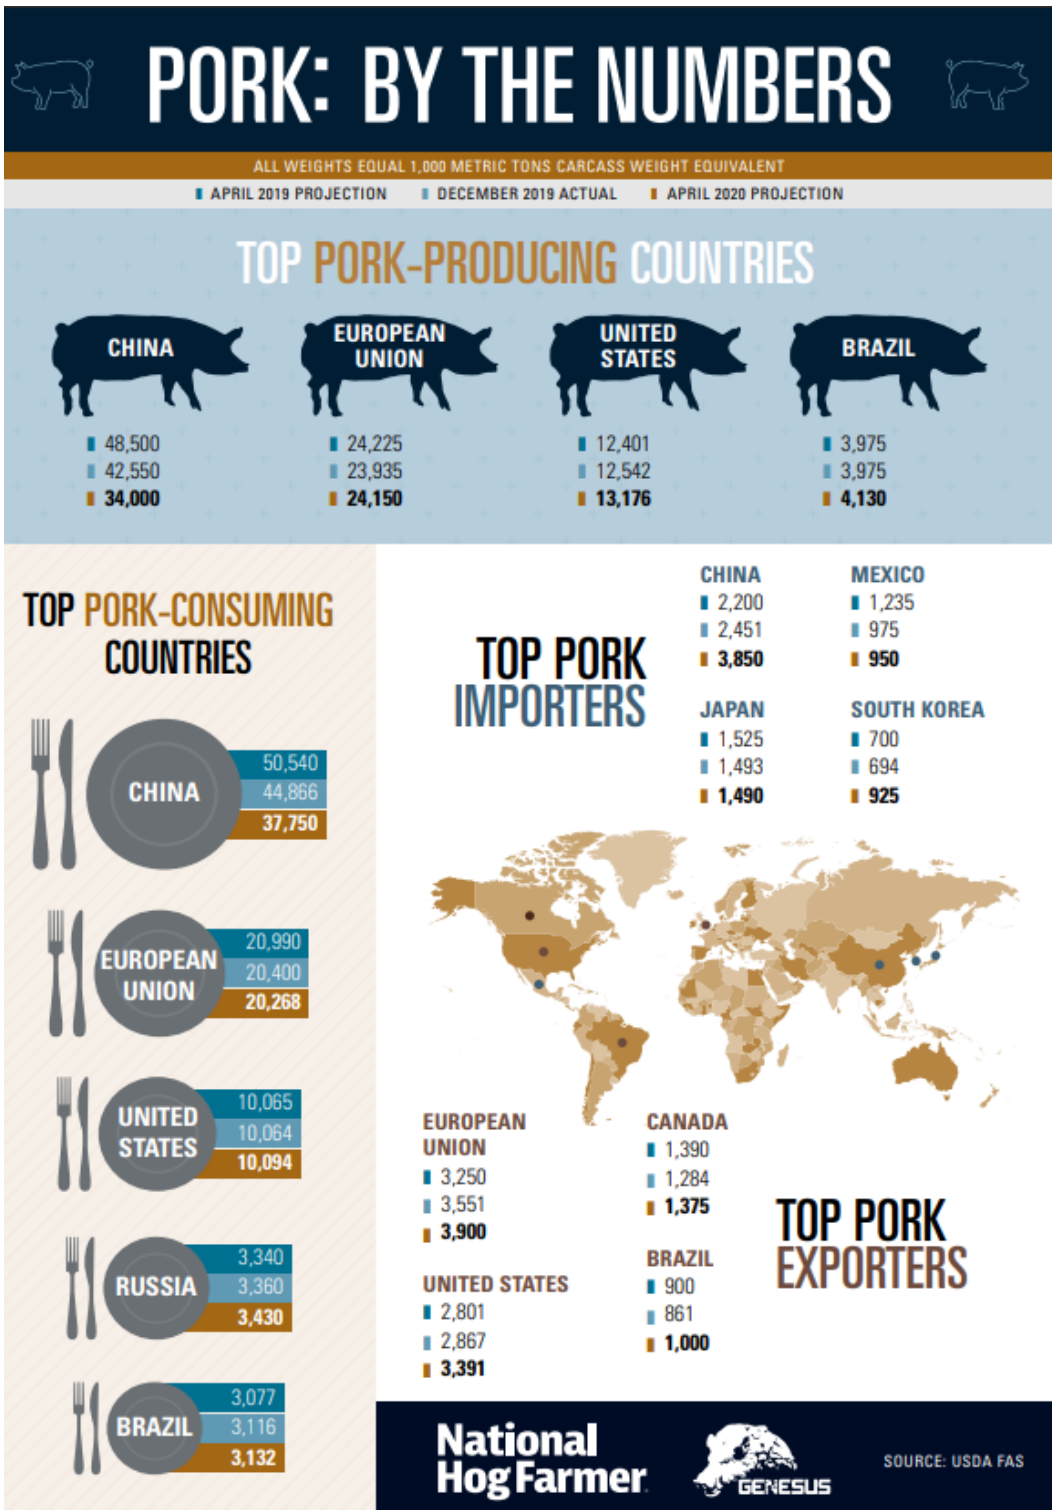 PORK: BY THE NUMBERS
ALL WEIGHTS EQUAL 1,000 METRIC TONS CARCASS WEIGHT EQUIVALENT
APRIL 2019 PROJECTION DECEMBER 2019 ACTUAL APRIL 2020 PROJECTION
TOP PORK-PRODUCING COUNTRIES
CHINA
48,500
42,550
34,000
EUROPEAN
UNION
24,225
23,935
24,150
UNITED
STATES
12,401
12,542
13,176
BRAZIL
3,975
3,975
4,130
TOP PORK-CONSUMING
COUNTRIES
CHINA
50,540
44,866
37,750
EUROPEAN
UNION
20,990
20,400
20,268
UNITED
STATES
10,065
10,064
10,094
RUSSIA
3,340
3,360
3,430
BRAZIL
3,077
3,116
3,132
TOP PORK
IMPORTERS
CHINA
2,200
2,451
3,850
MEXICO
1,235
975
950
JAPAN
1,525
1,493
1,490
SOUTH KOREA
700
694
925
EUROPEAN
UNION
3,250
3,551
3,900
UNITED STATES
2,801
2,867
3,391
CANADA
1,390
1,284
1,375
BRAZIL
900
861
1,000
TOP PORK
EXPORTERS
National
Hog Farmer
GENESUS
SOURCE: USDA FAS